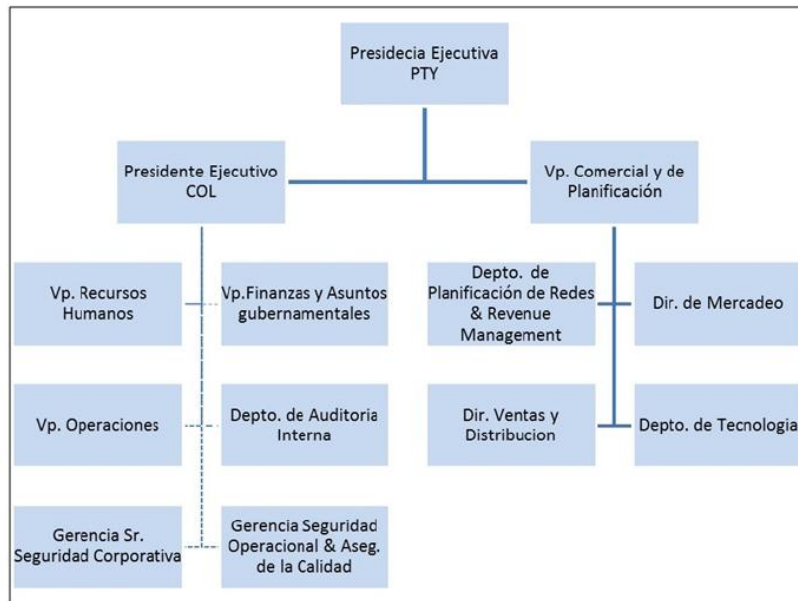 Presidecia Ejecutiva
PTY
Presidente Ejecutivo
COL
Vp. Comercial y de
Planificación
Vp. Recursos
Humanos
Vp.Finanzas y Asuntos
gubernamentales
Depto. de
Planificación de Redes
& Revenue
Management
Dir. de Mercadeo
Vp. Operaciones
Depto. de Auditoria
Interna
Dir. Ventas y
Distribucion
Depto. de Tecnologia
Gerencia Sr.
Seguridad Corporativa
Gerencia Seguridad
Operacional & Aseg.
de la Calidad